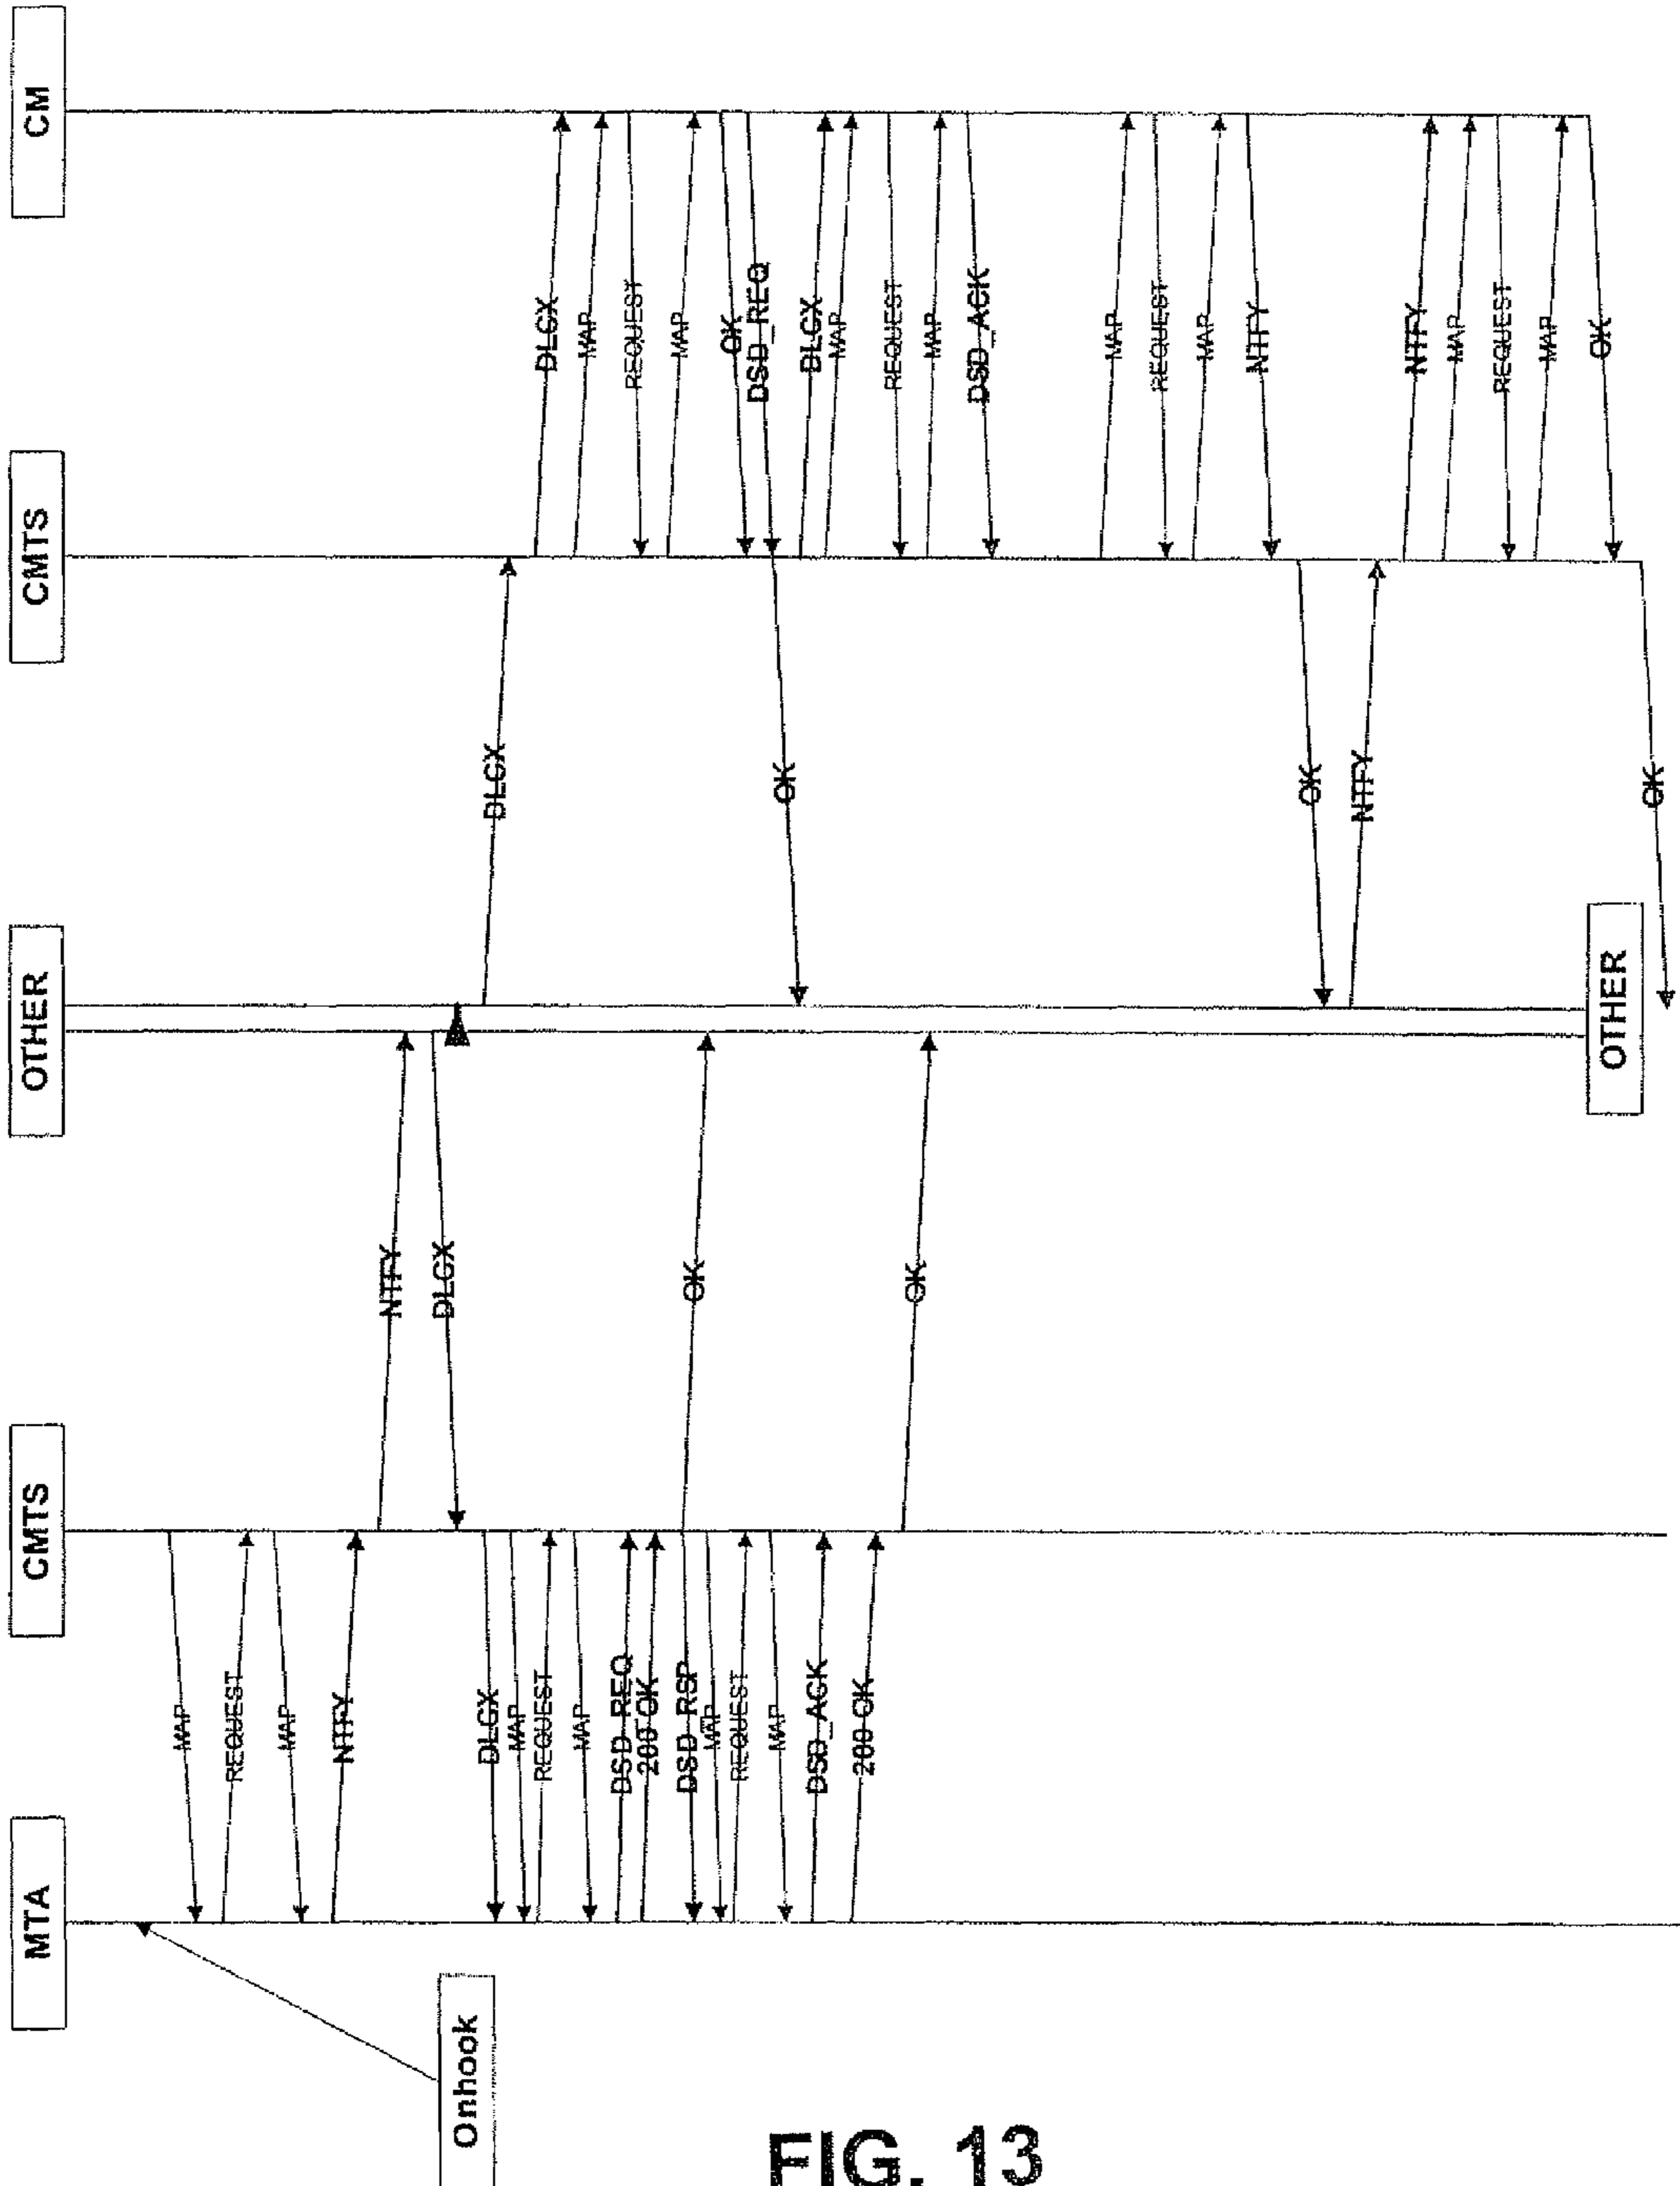 MTA
CMTS
OTHER
CMTS
CM
Onhook
MAP
REQUEST
MAP
NTFY
DLCX
MAP
REQUEST
MAP
DSD_REQ
200 OK
DSD_RSP
MAP
REQUEST
MAP
DSD_ACK
200 OK
NTFY
DLCX
OK
OK
DLCX
OK
OK
NTFY
OK
DLCX
MAP
REQUEST
MAP
OK
DSD_REQ
DLCX
MAP
REQUEST
MAP
DSD_ACK
MAP
REQUEST
MAP
NTFY
NTFY
MAP
REQUEST
MAP
OK
OTHER
FIG. 13